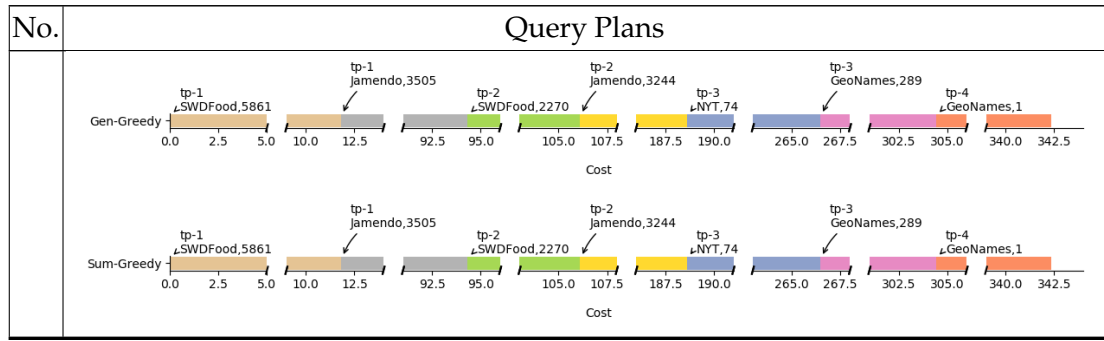 No. Query Plans
tp-1
Jamendo,3505
tp-2
Jamendo,3244
tp-3
GeoNames,289
tp-1
SWDFood,5861
tp-2
SWDFood,2270
tp-3
NYT,74
tp-4
GeoNames,1
Gen-Greedy
0.0 2.5 5.0 10.0 12.5 92.5 95.0 105.0 107.5 187.5 190.0 265.0 267.5 302.5 305.0 340.0 342.5
Cost
tp-1
Jamendo,3505
tp-2
Jamendo,3244
tp-3
GeoNames,289
tp-1
SWDFood,5861
tp-2
SWDFood,2270
tp-3
NYT,74
tp-4
GeoNames,1
Sum-Greedy
0.0 2.5 5.0 10.0 12.5 92.5 95.0 105.0 107.5 187.5 190.0 265.0 267.5 302.5 305.0 340.0 342.5
Cost